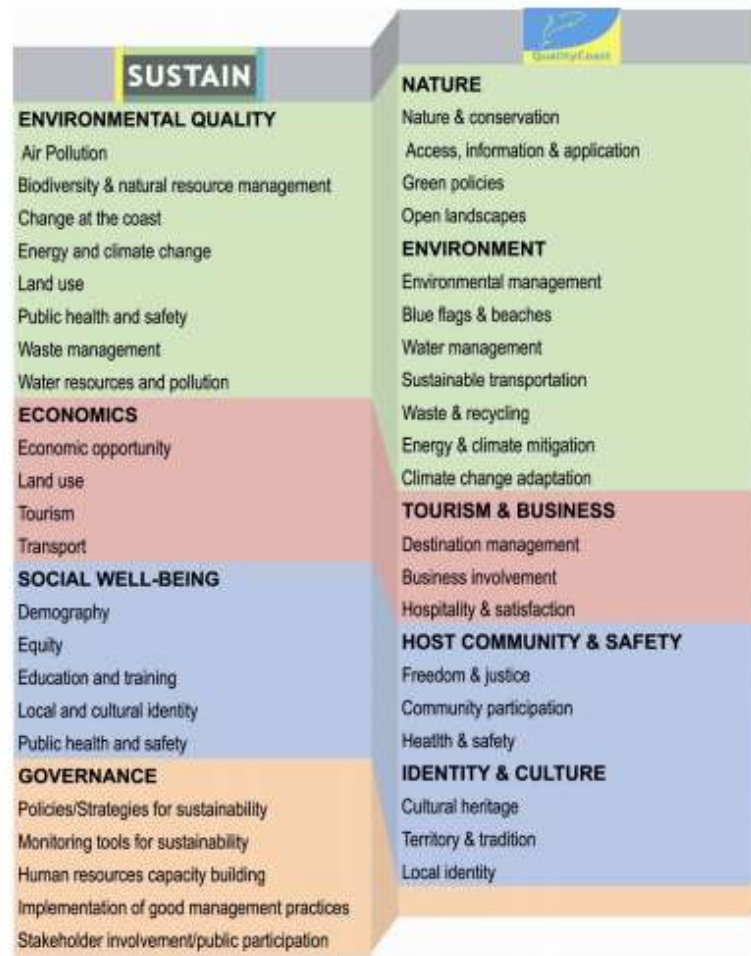 SUSTAIN
ENVIRONMENTAL QUALITY
Air Pollution
Biodiversity & natural resource management
Change at the coast
Energy and climate change
Land use
Public health and safety
Waste management
Water resources and pollution
ECONOMICS
Economic opportunity
Land use
Tourism
Transport
SOCIAL WELL-BEING
Demography
Equity
Education and training
Local and cultural identity
Public health and safety
GOVERNANCE
Policies/Strategies for sustainability
Monitoring tools for sustainability
Human resources capacity building
Implementation of good management practices
Stakeholder involvement/public participation
QualityCoast
NATURE
Nature & conservation
Access, information & application
Green policies
Open landscapes
ENVIRONMENT
Environmental management
Blue flags & beaches
Water management
Sustainable transportation
Waste & recycling
Energy & climate mitigation
Climate change adaptation
TOURISM & BUSINESS
Destination management
Business involvement
Hospitality & satisfaction
HOST COMMUNITY & SAFETY
Freedom & justice
Community participation
Heatlth & safety
IDENTITY & CULTURE
Cultural heritage
Territory & tradition
Local identity